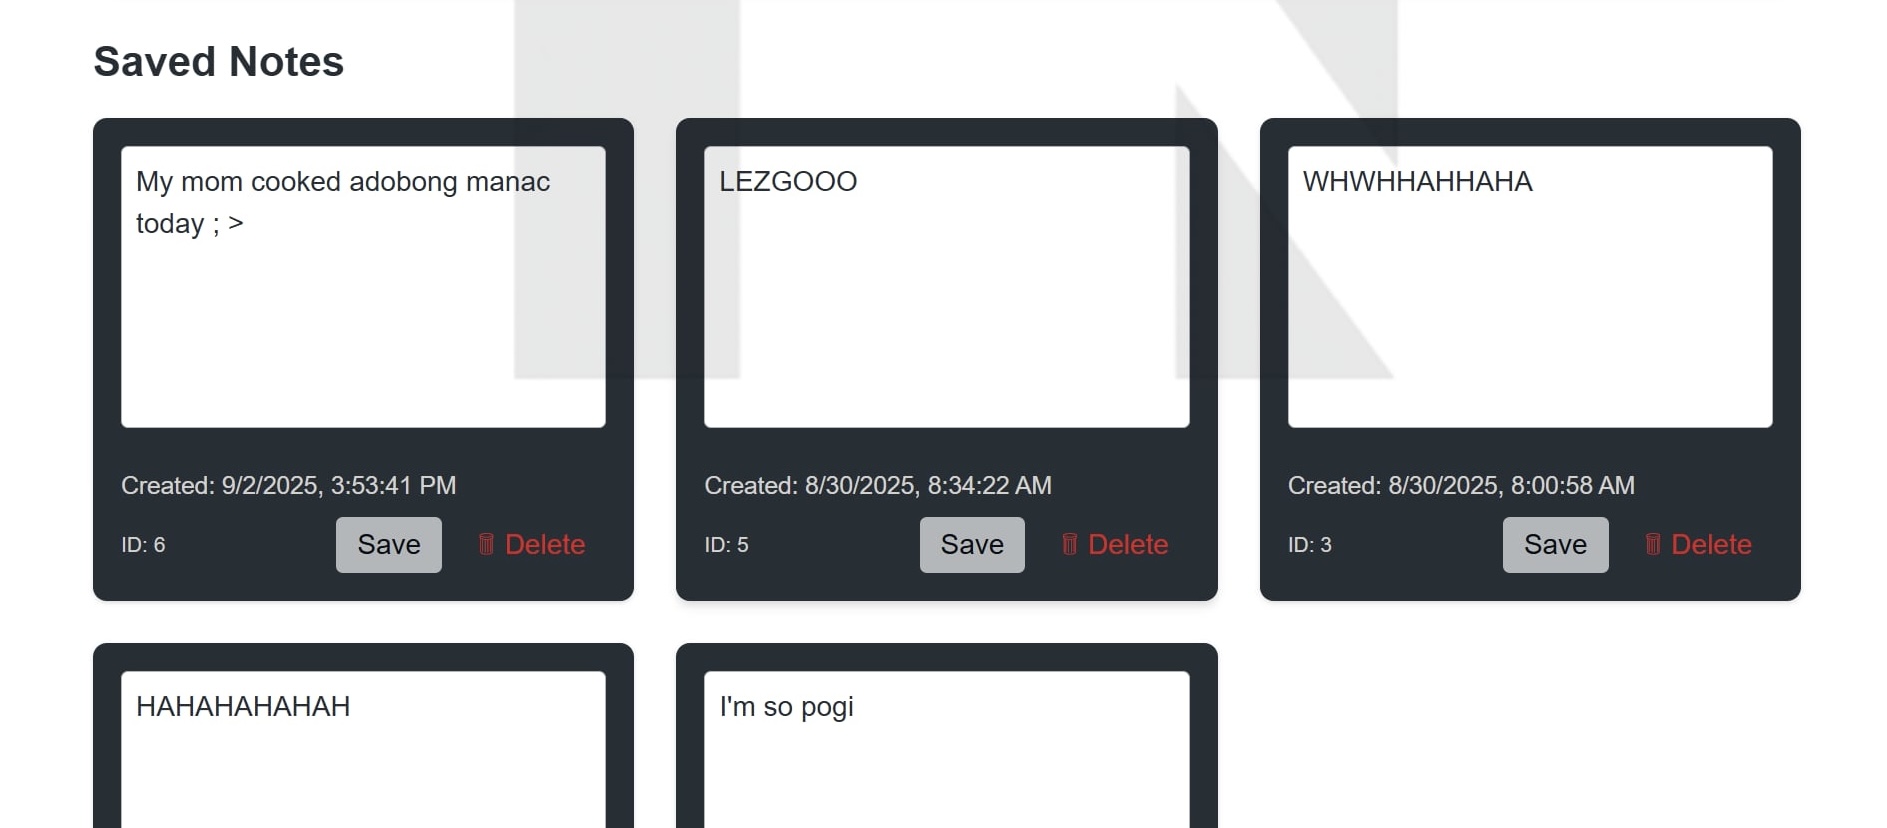 Saved Notes
My mom cooked adobong manac
today ; >
Created: 9/2/2025, 3:53:41 PM
ID: 6
Save
Delete
LEZGOOO
Created: 8/30/2025, 8:34:22 AM
ID: 5
Save
Delete
WHWHHAHHAHA
Created: 8/30/2025, 8:00:58 AM
ID: 3
Save
Delete
HAHAHAHAHAH
I'm so pogi